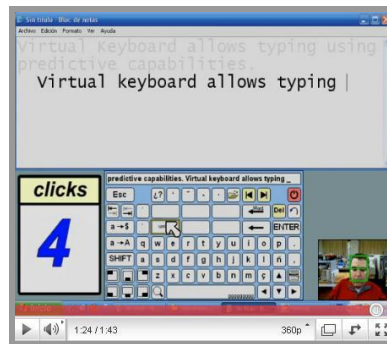 Sin título - Bloc de notas
Archivo Edición Formato Ver Ayuda
Virtual Keyboard allows typing using
predictive capabilities.
Virtual keyboard allows typing
predictive capabilities. Virtual keyboard allows typing _
clicks
4
Esc ¿?
Del
a→$ ENTER
a→A q w e r t y u i o p
SHIFT a s d f g h j k l ñ
z x c v b n m ç
1:24 / 1:43
360p